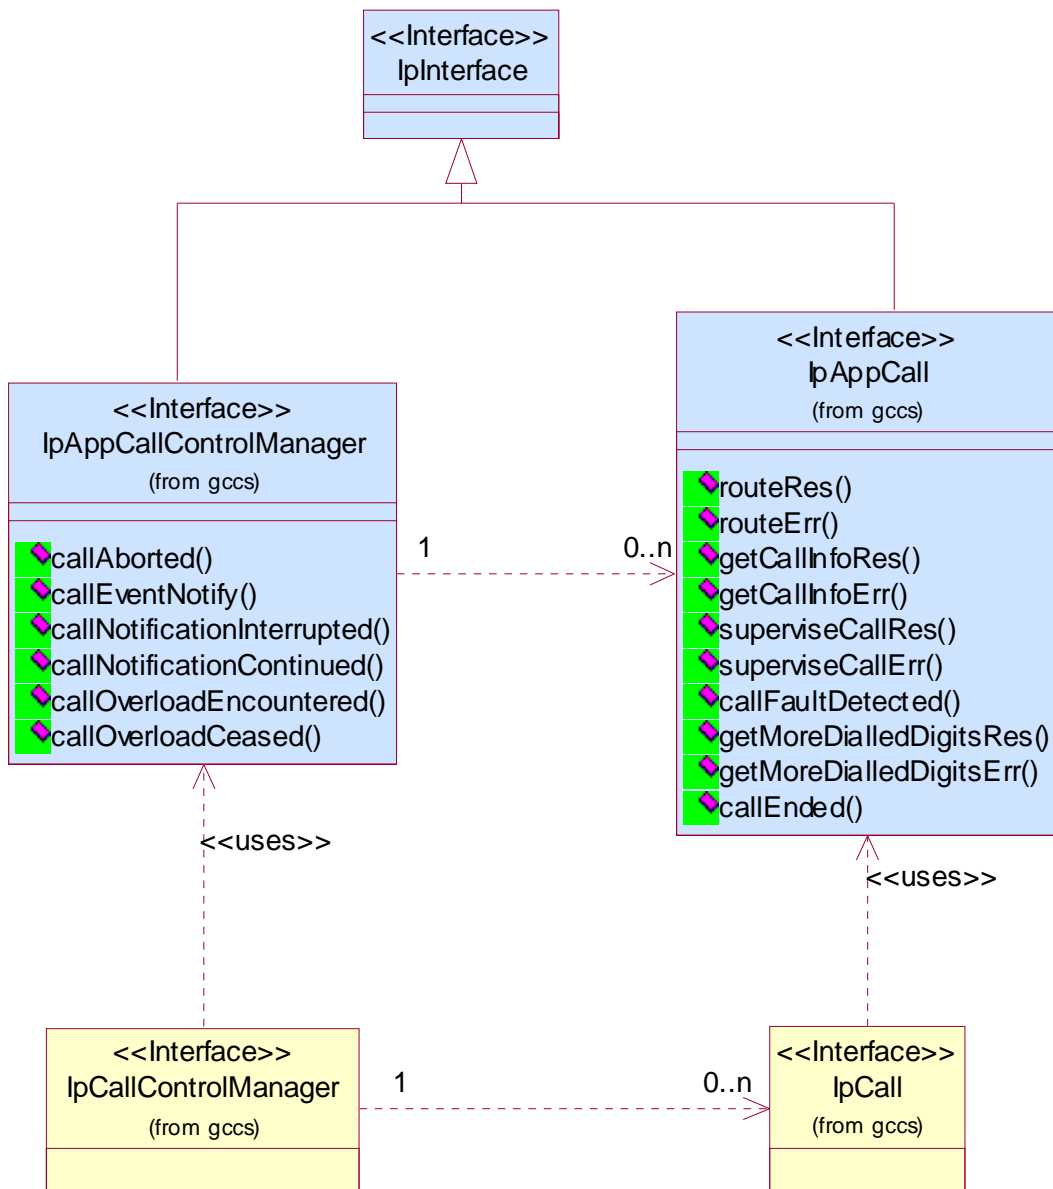 <<Interface>>
IpInterface
<<Interface>>
IpAppCall
(from gccs)
<<Interface>>
IpAppCallControlManager
(from gccs)
routeRes()
routeErr()
getCallInfoRes()
getCallInfoErr()
superviseCallRes()
superviseCallErr()
callFaultDetected()
getMoreDialledDigitsRes()
getMoreDialledDigitsErr()
callEnded()
callAborted()
callEventNotify()
callNotificationInterrupted()
callNotificationContinued()
callOverloadEncountered()
callOverloadCeased()
1
0..n
<<uses>>
<<uses>>
<<Interface>>
IpCallControlManager
(from gccs)
1
0..n
<<Interface>>
IpCall
(from gccs)